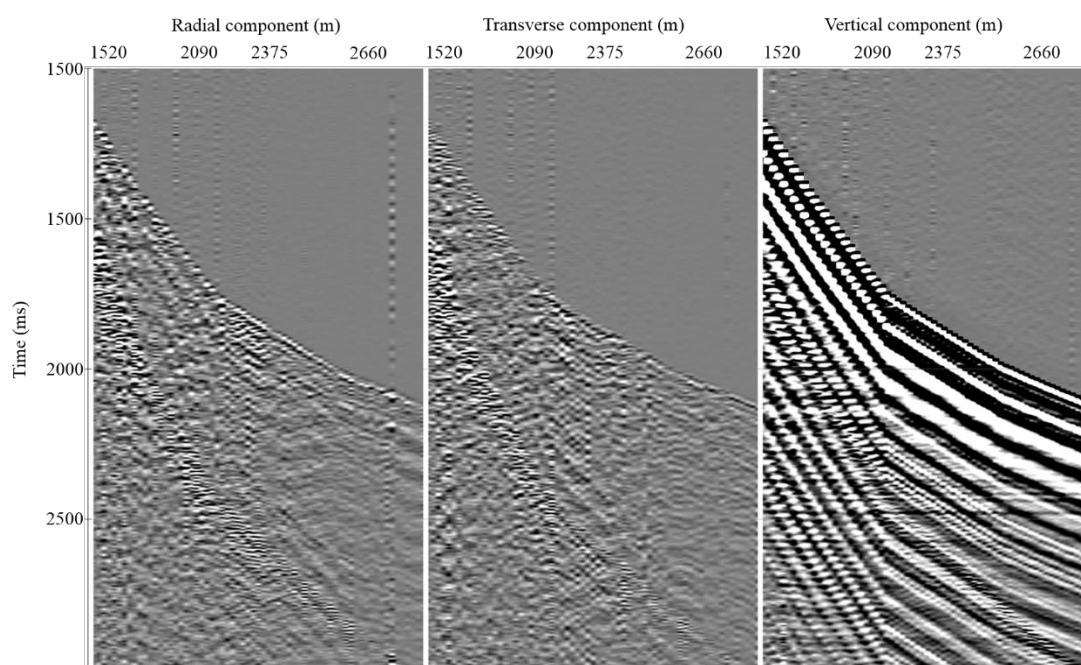 Radial component (m) Transverse component (m) Vertical component (m)
1520 2090 2375 2660 1520 2090 2375 2660 1520 2090 2375 2660
1500
1500
2000
2500
Time (ms)